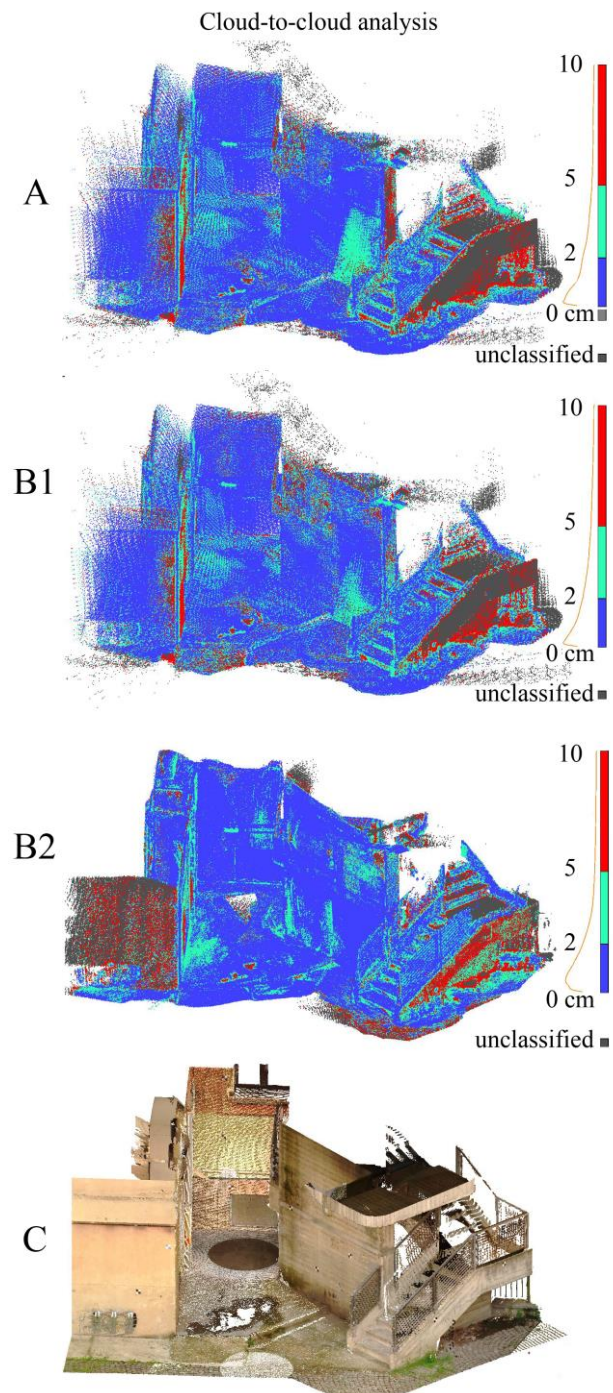 Cloud-to-cloud analysis
10
A
5
2
0 cm
unclassified
10
B1
5
2
0 cm
unclassified
10
B2
5
2
0 cm
unclassified
C